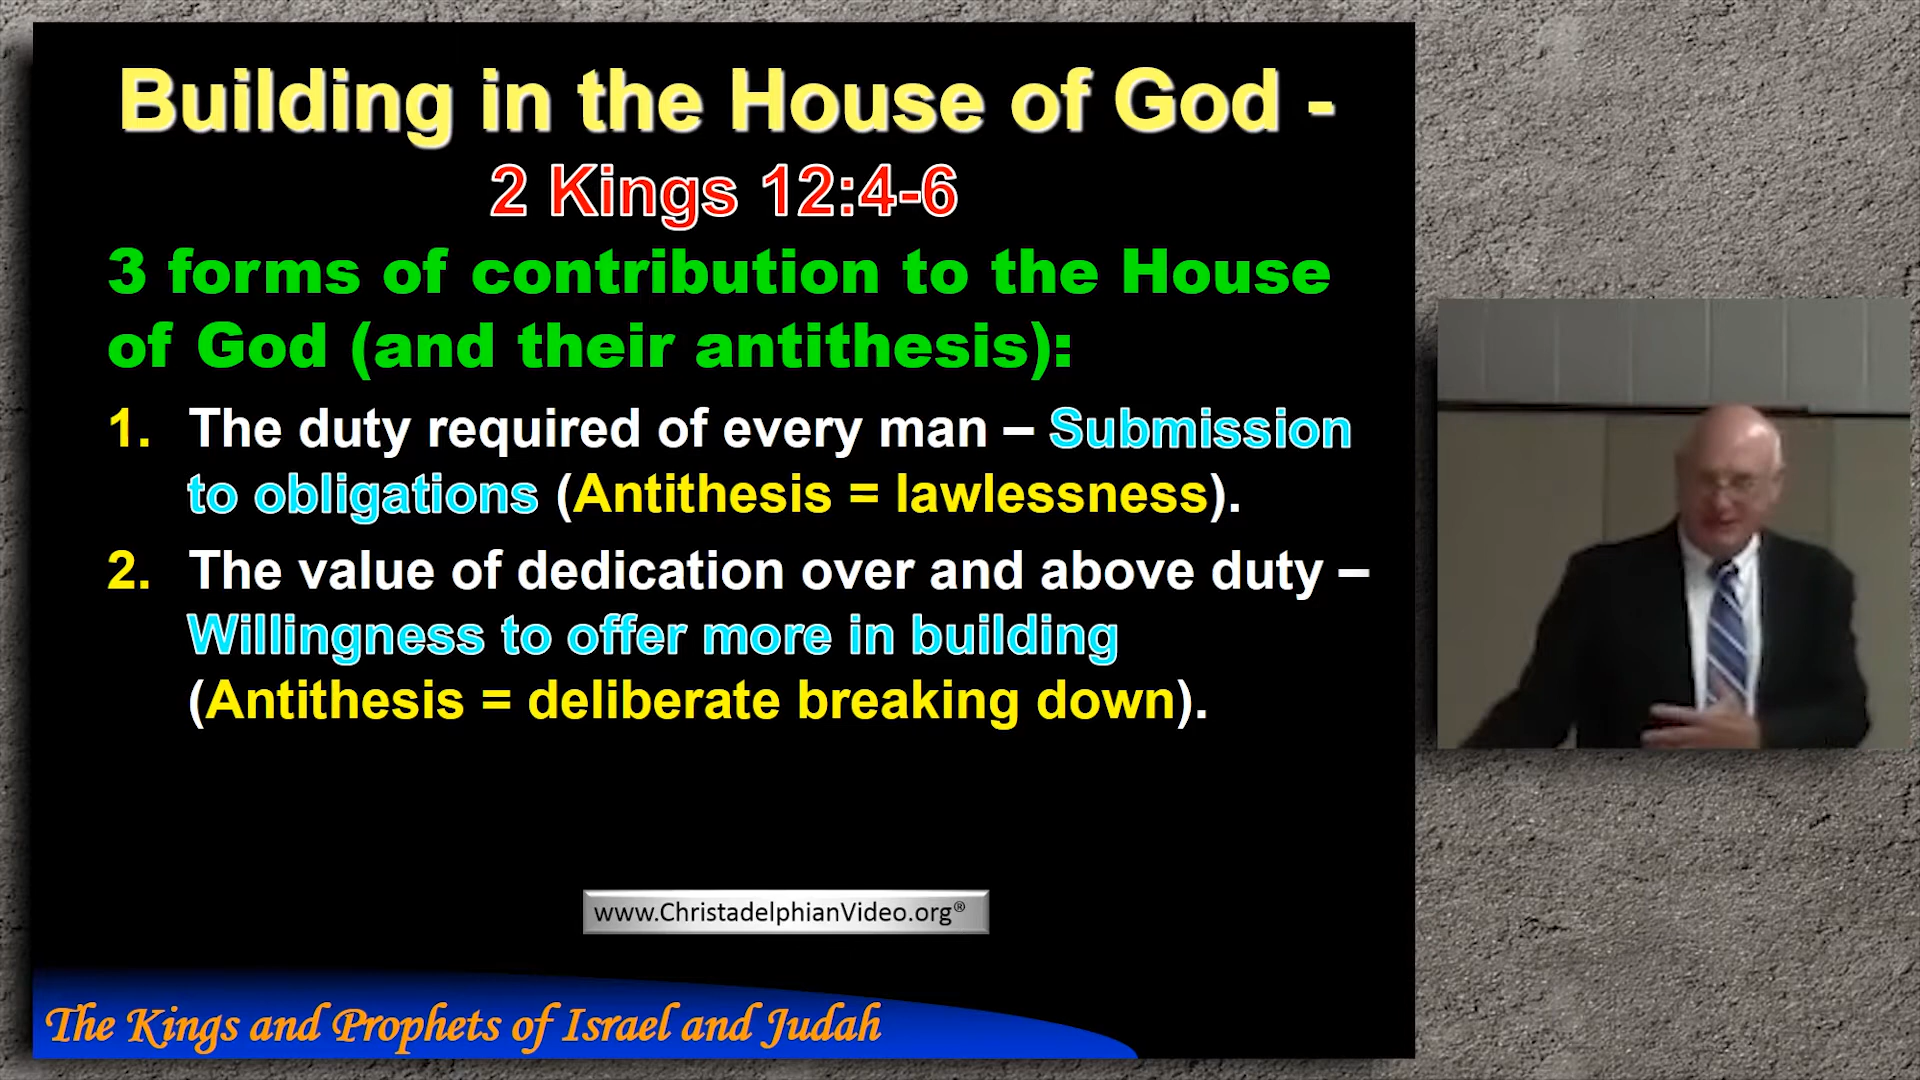 Building in the House of God -
2 Kings 12:4-6
3 forms of contribution to the House
of God (and their antithesis):
1. The duty required of every man – Submission
to obligations (Antithesis = lawlessness).
2. The value of dedication over and above duty –
Willingness to offer more in building
(Antithesis = deliberate breaking down).
www.ChristadelphianVideo.org®
The Kings and Prophets of Israel and Judah